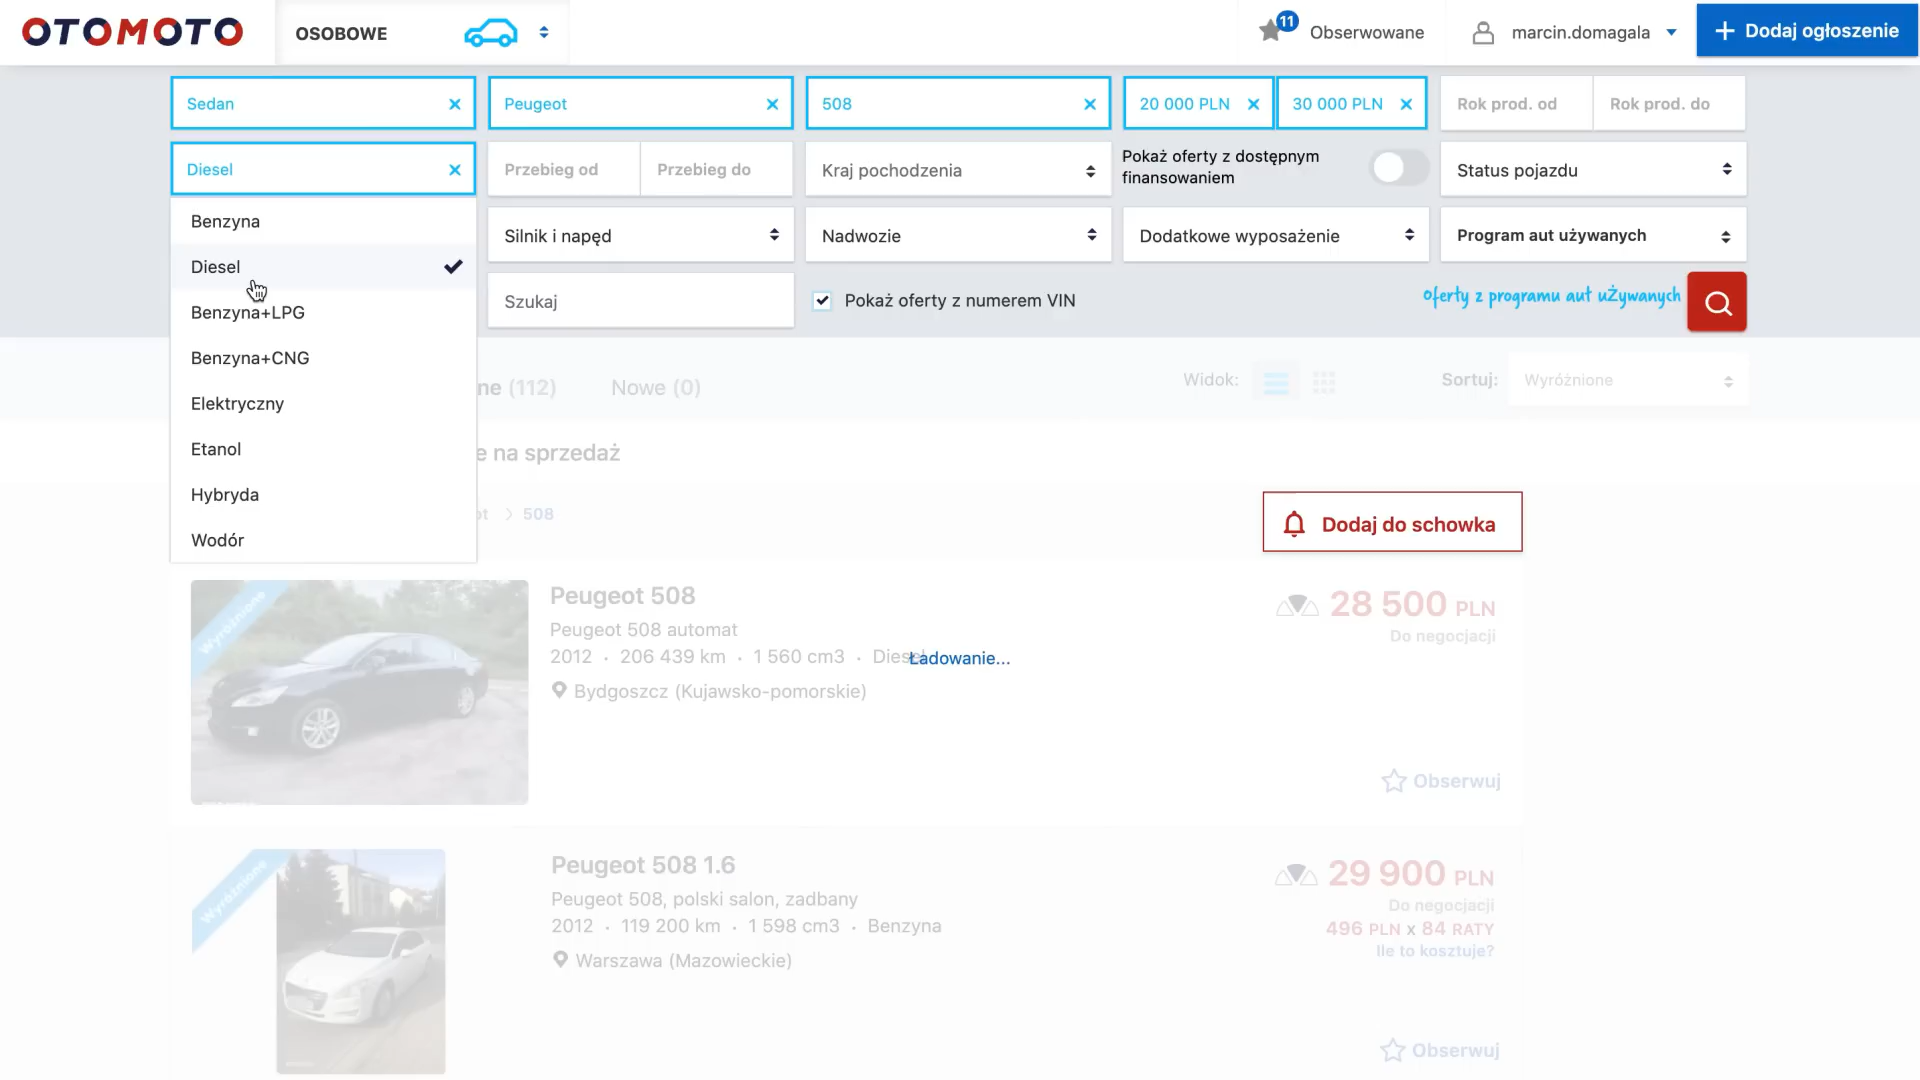 OTOMOTO
OSOBOWE
11
Obserwowane
marcin.domagala
Dodaj ogłoszenie
Sedan
Peugeot
508
20 000 PLN
30 000 PLN
Rok prod. od
Rok prod. do
Diesel
Przebieg od
Przebieg do
Kraj pochodzenia
Pokaż oferty z dostępnym
finansowaniem
Status pojazdu
Benzyna
Diesel
Benzyna+LPG
Benzyna+CNG
Elektryczny
Etanol
Hybryda
Wodór
Silnik i napęd
Nadwozie
Dodatkowe wyposażenie
Program aut używanych
Szukaj
Pokaż oferty z numerem VIN
Oferty z programu aut używanych
ne (112)
Nowe (0)
Widok:
Sortuj:
Wyróżnione
e na sprzedaż
ot > 508
Dodaj do schowka
Wyróżnione
Peugeot 508
Peugeot 508 automat
2012 · 206 439 km · 1 560 cm3 · Diesel
Ładowanie...
Bydgoszcz (Kujawsko-pomorskie)
28 500 PLN
Do negocjacji
Obserwuj
Wyróżnione
Peugeot 508 1.6
Peugeot 508, polski salon, zadbany
2012 · 119 200 km · 1 598 cm3 · Benzyna
Warszawa (Mazowieckie)
29 900 PLN
Do negocjacji
496 PLN x 84 RATY
Ile to kosztuje?
Obserwuj